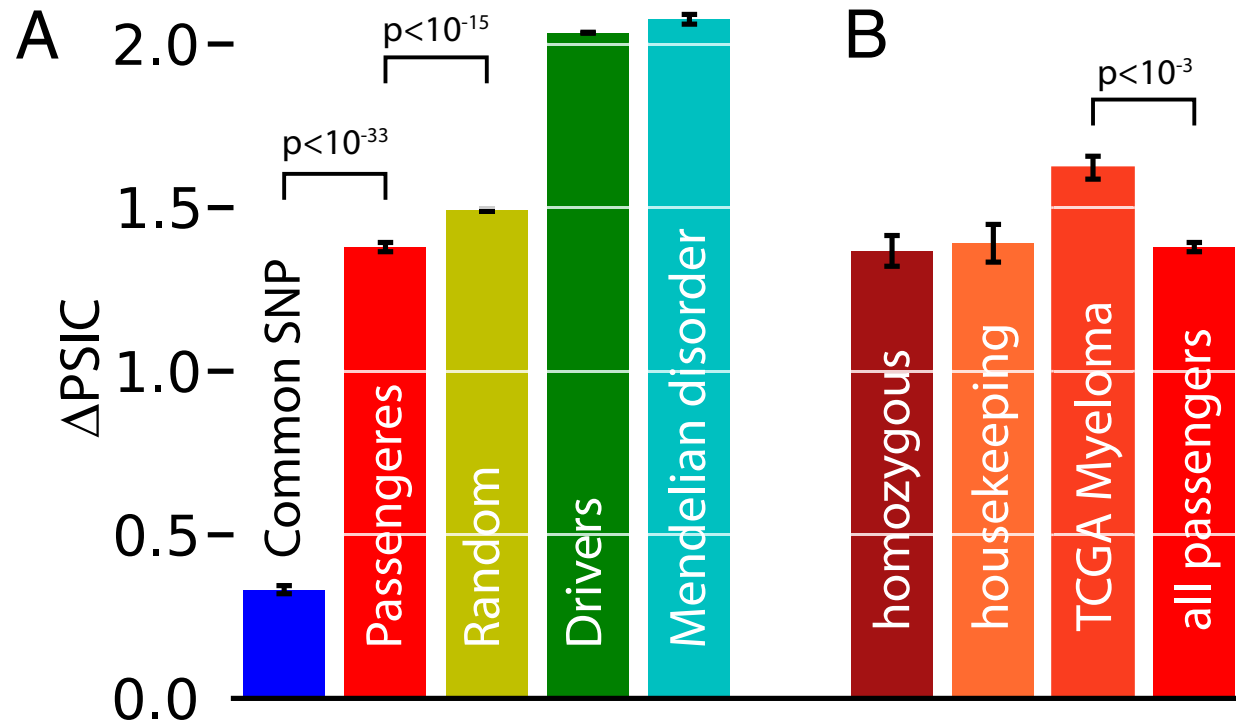 A
B
2.0
1.5
1.0
0.5
0.0
ΔPSIC
p<10⁻³³
p<10⁻¹⁵
Common SNP
Passengeres
Random
Drivers
Mendelian disorder
p<10⁻³
homozygous
housekeeping
TCGA Myeloma
all passengers